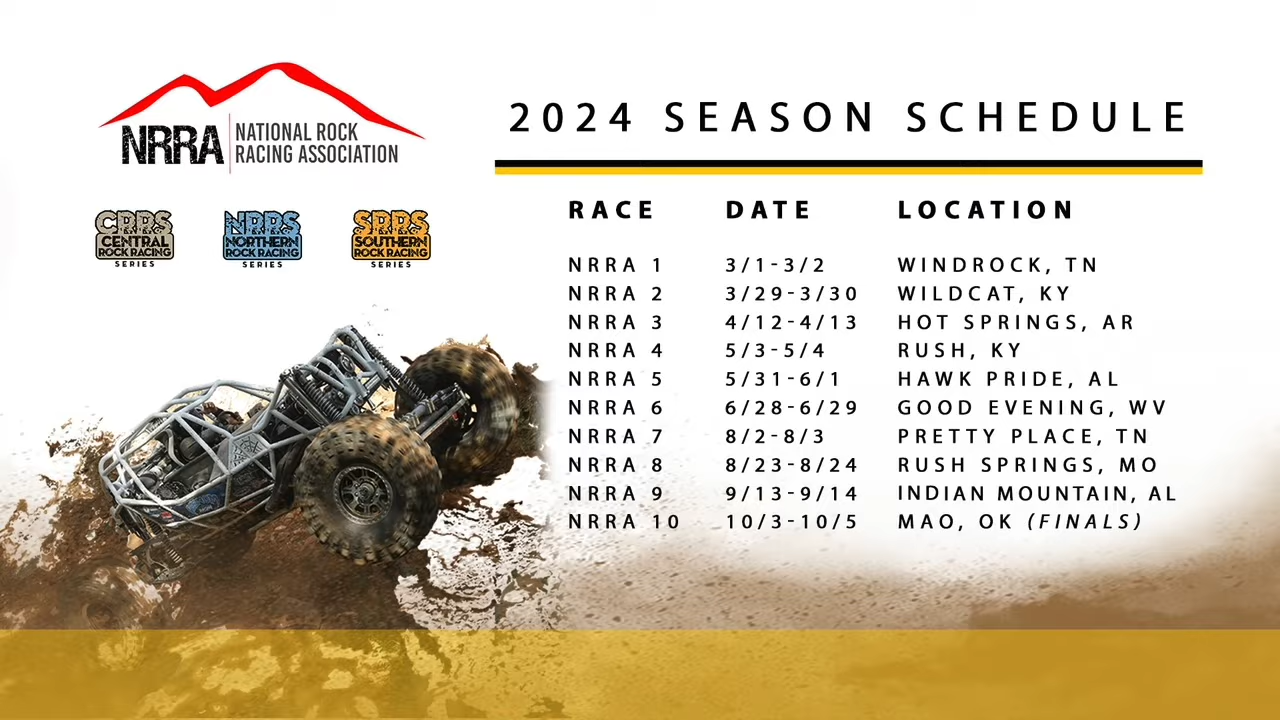 NRRA NATIONAL ROCK
RACING ASSOCIATION
CRRS
CENTRAL
ROCK RACING
SERIES
NRRS
NORTHERN
ROCK RACING
SERIES
SRRS
SOUTHERN
ROCK RACING
SERIES
2024 SEASON SCHEDULE
RACE DATE LOCATION
NRRA 1 3/1-3/2 WINDROCK, TN
NRRA 2 3/29-3/30 WILDCAT, KY
NRRA 3 4/12-4/13 HOT SPRINGS, AR
NRRA 4 5/3-5/4 RUSH, KY
NRRA 5 5/31-6/1 HAWK PRIDE, AL
NRRA 6 6/28-6/29 GOOD EVENING, WV
NRRA 7 8/2-8/3 PRETTY PLACE, TN
NRRA 8 8/23-8/24 RUSH SPRINGS, MO
NRRA 9 9/13-9/14 INDIAN MOUNTAIN, AL
NRRA 10 10/3-10/5 MAO, OK (FINALS)